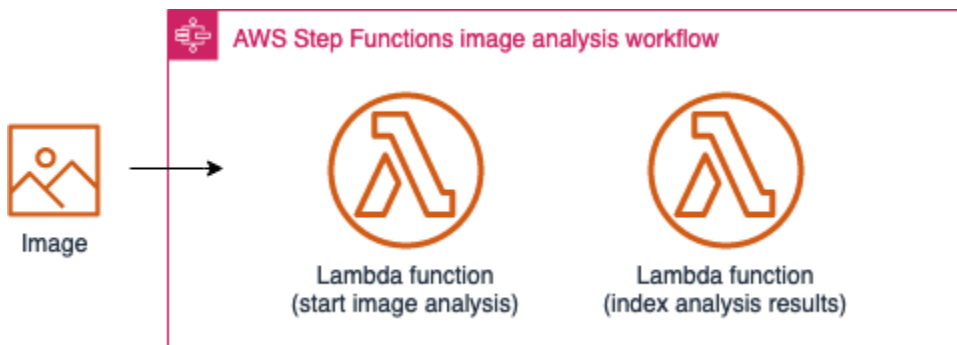 AWS Step Functions image analysis workflow
Image
Lambda function
(start image analysis)
Lambda function
(index analysis results)